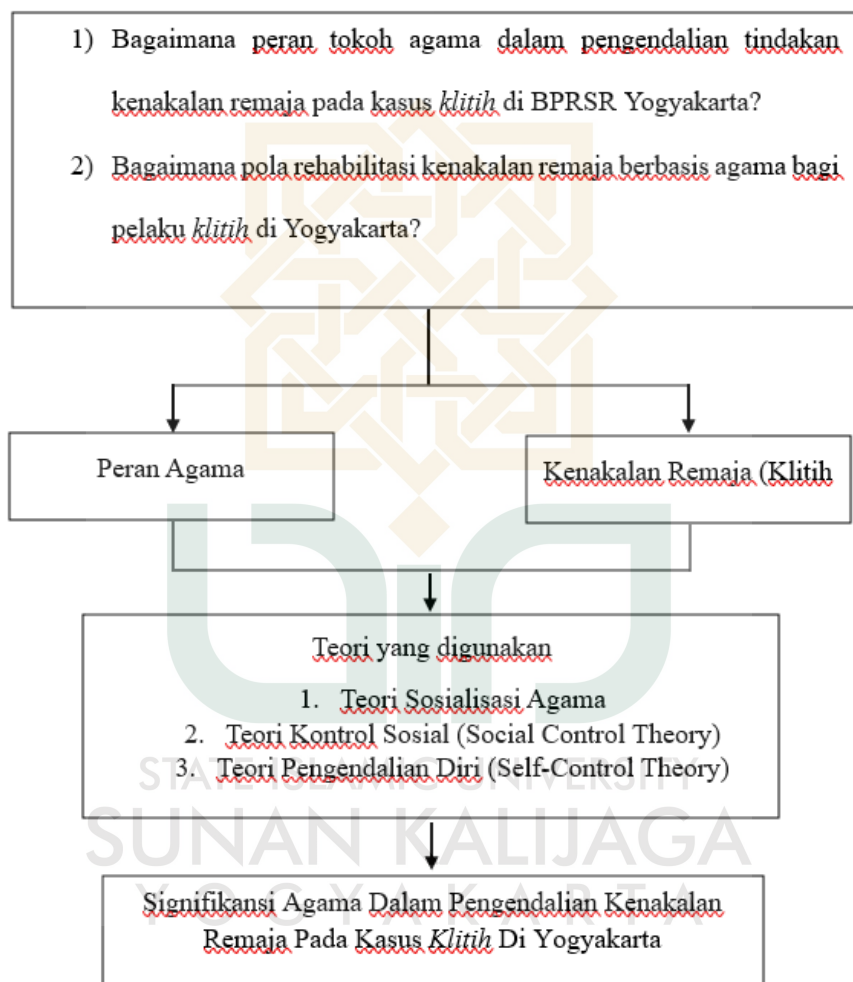 1) Bagaimana peran tokoh agama dalam pengendalian tindakan
kenakalan remaja pada kasus klitih di BPRSR Yogyakarta?
2) Bagaimana pola rehabilitasi kenakalan remaja berbasis agama bagi
pelaku klitih di Yogyakarta?
Peran Agama
Kenakalan Remaja (Klitih
Teori yang digunakan
1. Teori Sosialisasi Agama
2. Teori Kontrol Sosial (Social Control Theory)
3. Teori Pengendalian Diri (Self-Control Theory)
STATE ISLAMIC UNIVERSITY
SUNAN KALIJAGA
YOGYAKARTA
Signifikansi Agama Dalam Pengendalian Kenakalan
Remaja Pada Kasus Klitih Di Yogyakarta